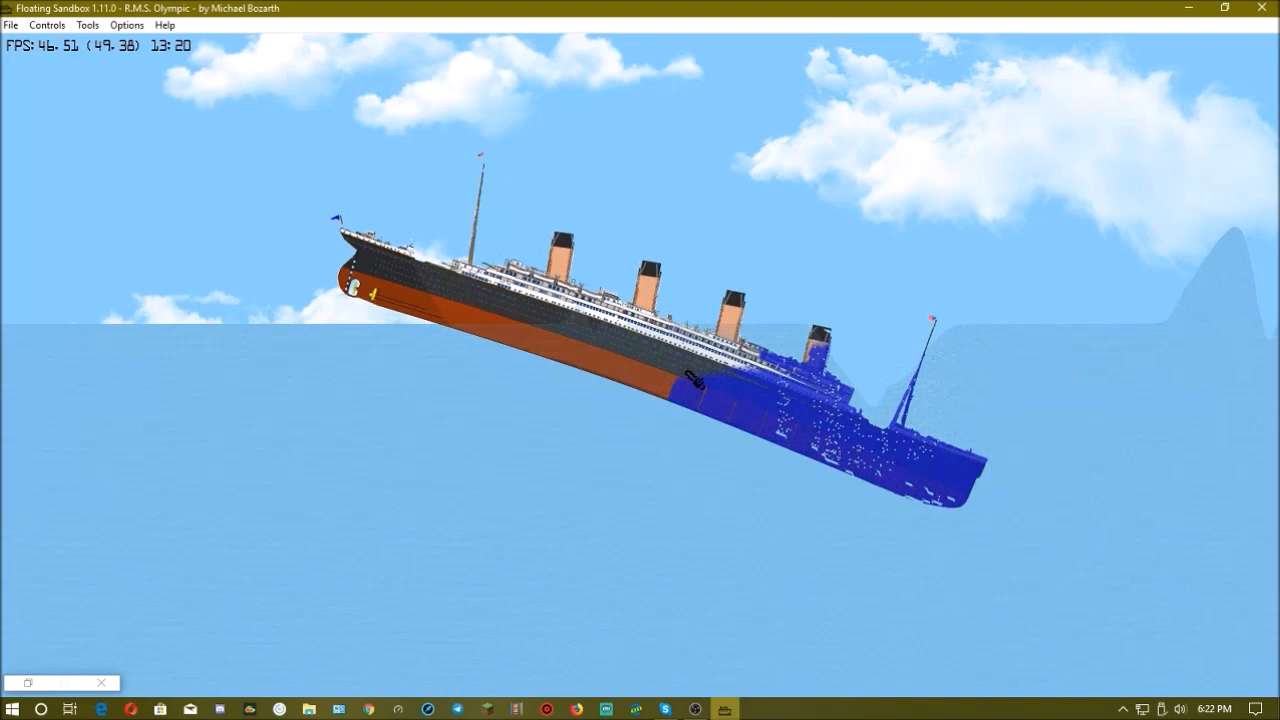 Floating Sandbox 1.11.0 - R.M.S. Olympic - by Michael Bozarth
File Controls Tools Options Help
FPS:46.51 (49.38) 13:20
6:22 PM